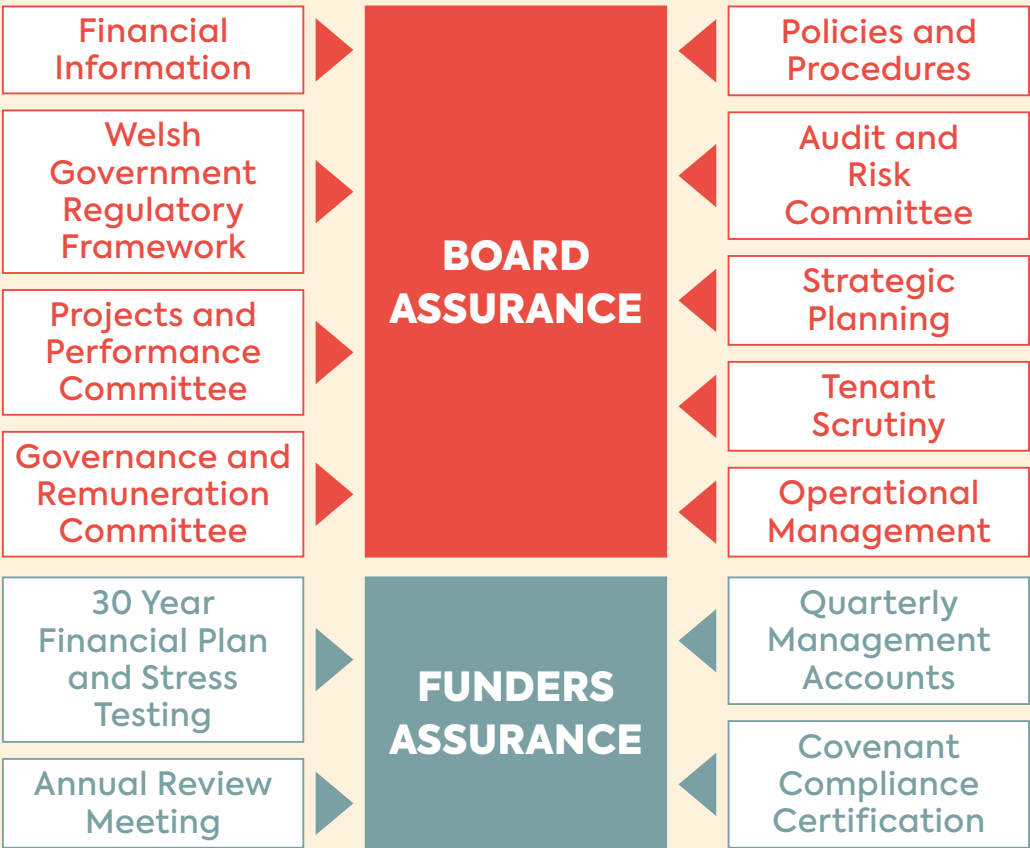 Financial
Information
Welsh
Government
Regulatory
Framework
Projects and
Performance
Committee
Governance and
Remuneration
Committee
BOARD
ASSURANCE
Policies and
Procedures
Audit and
Risk
Committee
Strategic
Planning
Tenant
Scrutiny
Operational
Management
30 Year
Financial Plan
and Stress
Testing
Annual Review
Meeting
FUNDERS
ASSURANCE
Quarterly
Management
Accounts
Covenant
Compliance
Certification